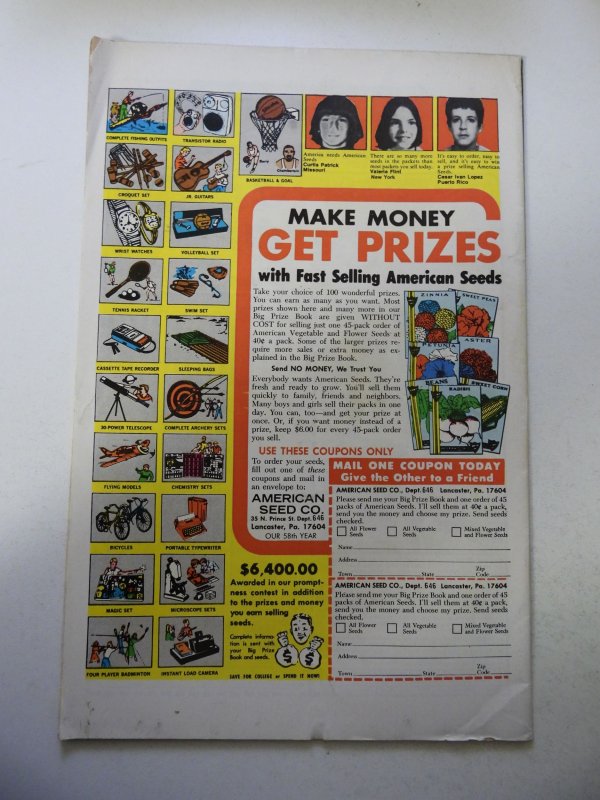 COMPLETE FISHING OUTFITS
TRANSISTOR RADIO
CROQUET SET
JR. GUITARS
BASKETBALL & GOAL
WRIST WATCHES
VOLLEYBALL SET
TENNIS RACKET
SWIM SET
CASSETTE TAPE RECORDER
SLEEPING BAGS
30-POWER TELESCOPE
COMPLETE ARCHERY SETS
FLYING MODELS
CHEMISTRY SETS
BICYCLES
PORTABLE TYPEWRITER
MAGIC SET
MICROSCOPE SETS
FOUR PLAYER BADMINTON
INSTANT LOAD CAMERA
America needs American
Seeds
Curtis Patrick
Missouri
There are so many more
seeds in the packets than
most packets you sell today.
Valerie Flint
New York
It's easy to order, easy to
sell, and it's easy to win
a prize selling American
Seeds.
Cesar Ivan Lopez
Puerto Rico
MAKE MONEY
GET PRIZES
with Fast Selling American Seeds
Take your choice of 100 wonderful prizes.
You can earn as many as you want. Most
prizes shown here and many more in our
Big Prize Book are given WITHOUT
COST for selling just one 45-pack order of
American Vegetable and Flower Seeds at
40¢ a pack. Some of the larger prizes re-
quire more sales or extra money as ex-
plained in the Big Prize Book.
Send NO MONEY, We Trust You
Everybody wants American Seeds. They're
fresh and ready to grow. You'll sell them
quickly to family, friends and neighbors.
Many boys and girls sell their packs in one
day. You can, too—and get your prize at
once. Or, if you want money instead of a
prize, keep $6.00 for every 45-pack order
you sell.
ZINNIA
SWEET PEAS
PETUNIA
ASTER
BEANS
RADISH
SWEET CORN
USE THESE COUPONS ONLY
To order your seeds,
fill out one of these
coupons and mail in
an envelope to:
AMERICAN
SEED CO.
35 N. Prince St. Dept. 646
Lancaster, Pa. 17604
OUR 58th YEAR
MAIL ONE COUPON TODAY
Give the Other to a Friend
AMERICAN SEED CO., Dept. 646 Lancaster, Pa. 17604
Please send me your Big Prize Book and one order of 45
packs of American Seeds. I'll sell them at 40¢ a pack,
send you the money and choose my prize. Send seeds
checked.
All Flower
Seeds
All Vegetable
Seeds
Mixed Vegetable
and Flower Seeds
Name
Address
Town State Zip Code
AMERICAN SEED CO., Dept. 646 Lancaster, Pa. 17604
Please send me your Big Prize Book and one order of 45
packs of American Seeds. I'll sell them at 40¢ a pack,
send you the money and choose my prize. Send seeds
checked.
All Flower
Seeds
All Vegetable
Seeds
Mixed Vegetable
and Flower Seeds
Name
Address
Town State Zip Code
$6,400.00
Awarded in our prompt-
ness contest in addition
to the prizes and money
you earn selling
seeds.
Complete informa-
tion is sent with
your Big Prize
Book and seeds.
SAVE FOR COLLEGE or SPEND IT NOW!